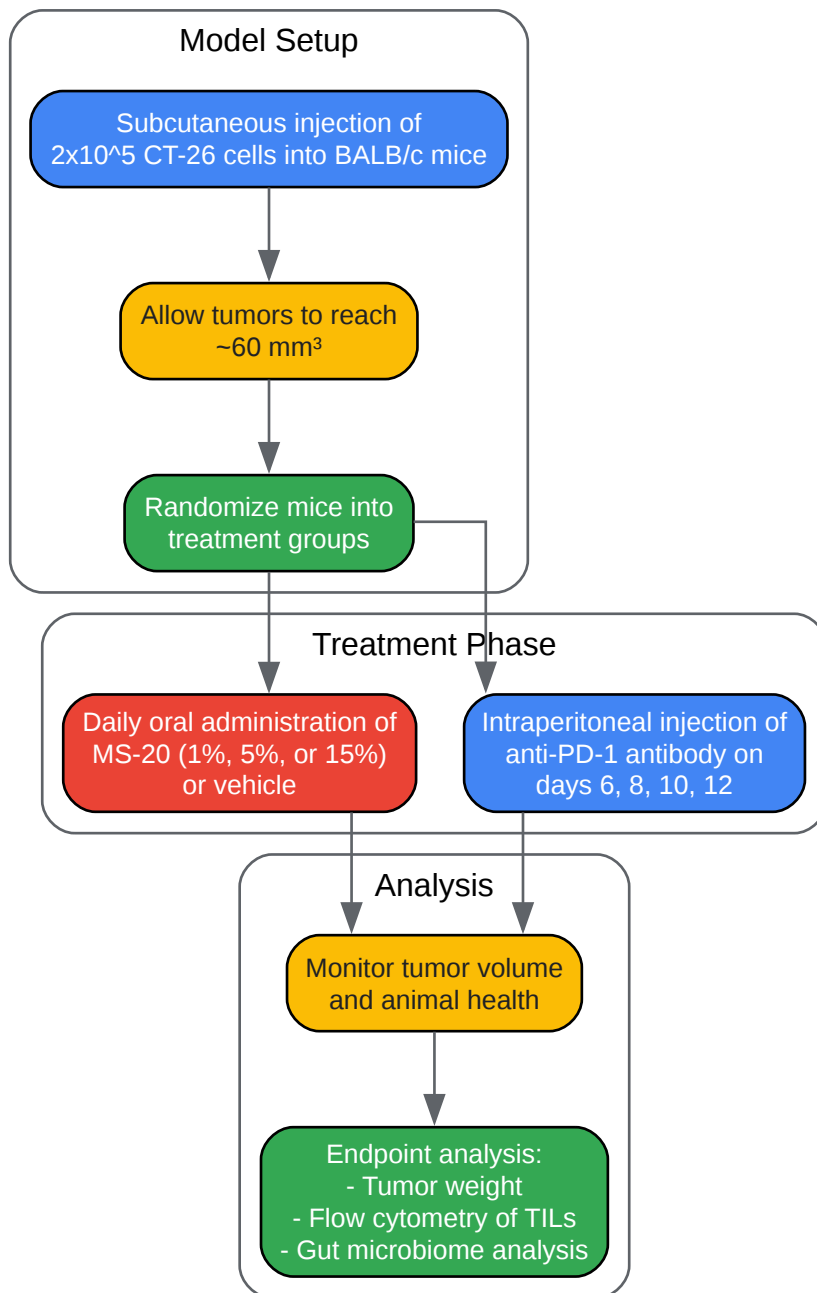 Model Setup
Subcutaneous injection of
2x10^5 CT-26 cells into BALB/c mice
Allow tumors to reach
~60 mm³
Randomize mice into
treatment groups
Treatment Phase
Daily oral administration of
MS-20 (1%, 5%, or 15%)
or vehicle
Intraperitoneal injection of
anti-PD-1 antibody on
days 6, 8, 10, 12
Analysis
Monitor tumor volume
and animal health
Endpoint analysis:
- Tumor weight
- Flow cytometry of TILs
- Gut microbiome analysis